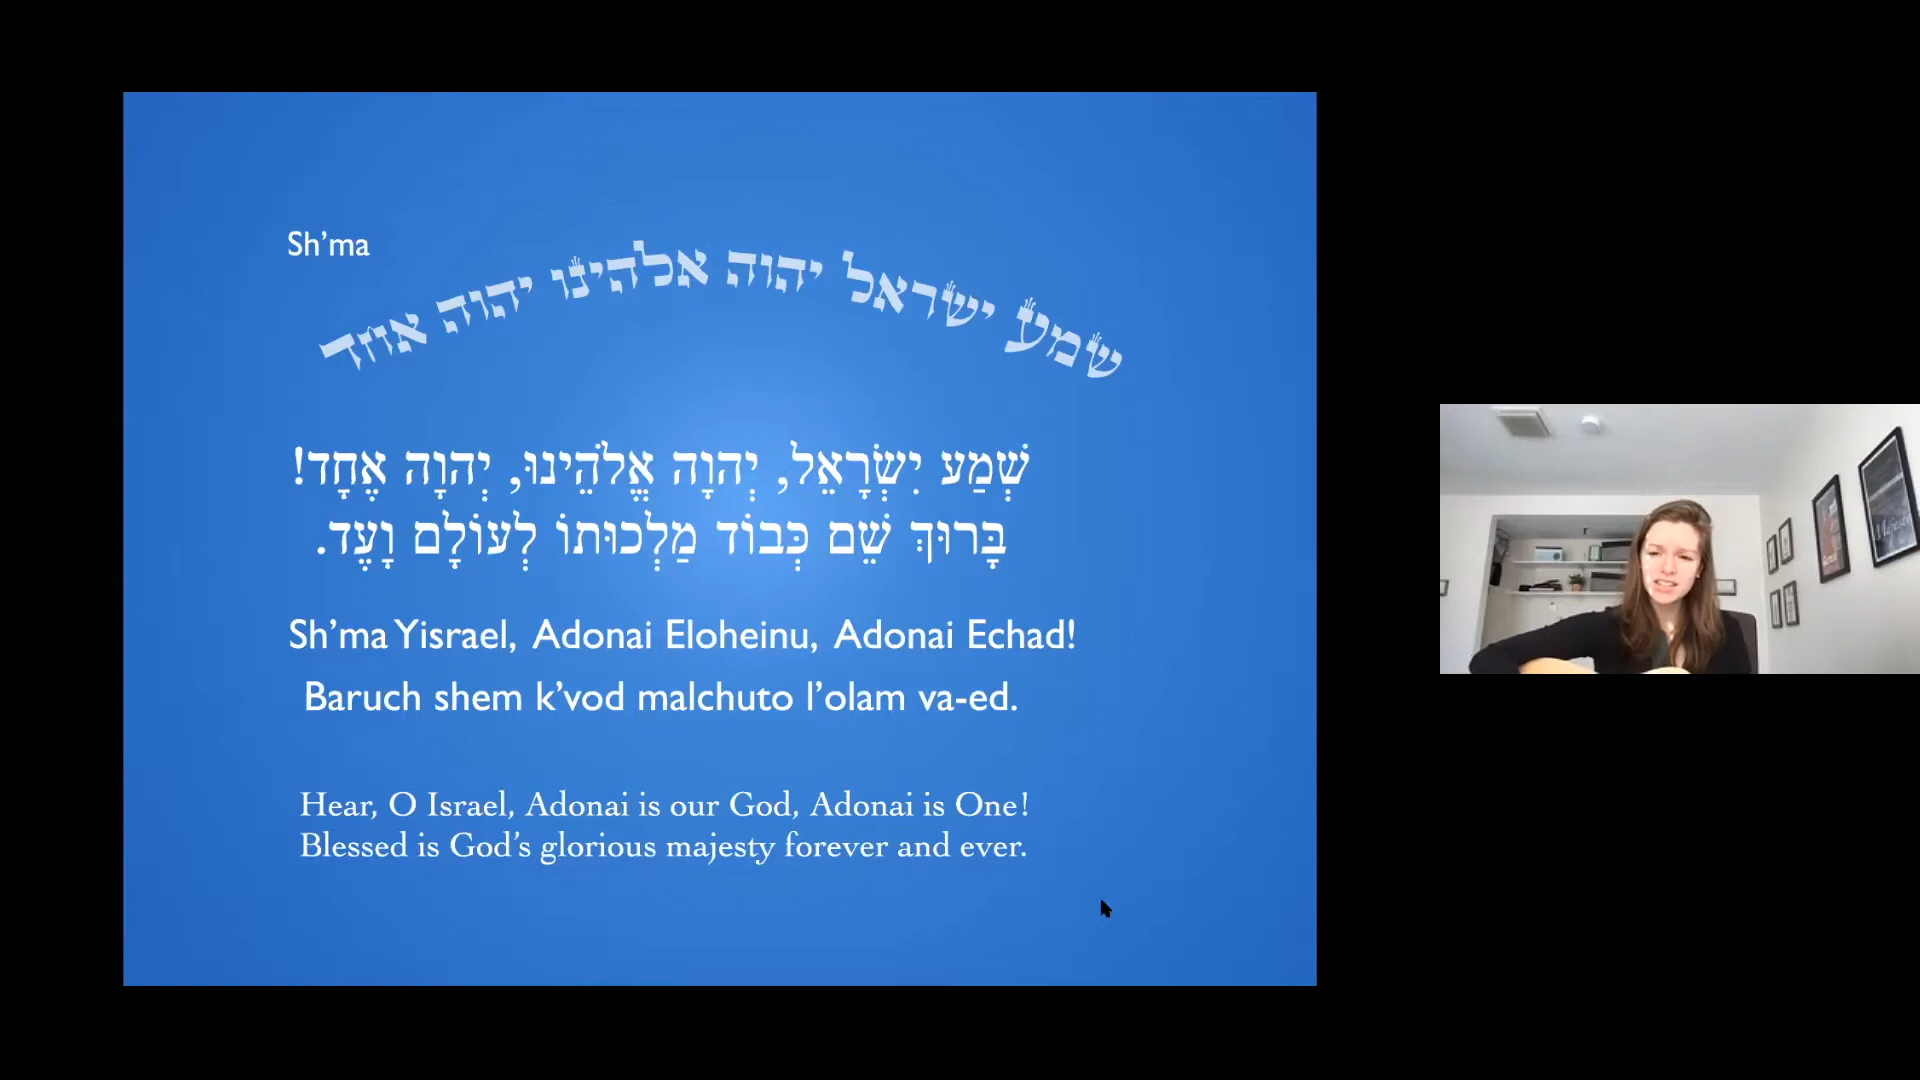 Sh’ma
שמע ישראל יהוה אלהינו יהוה אחד
שְׁמַע יִשְׂרָאֵל, יְהוָה אֱלֹהֵינוּ, יְהוָה אֶחָד!
בָּרוּךְ שֵׁם כְּבוֹד מַלְכוּתוֹ לְעוֹלָם וָעֶד.
Sh’ma Yisrael, Adonai Eloheinu, Adonai Echad!
Baruch shem k’vod malchuto l’olam va-ed.
Hear, O Israel, Adonai is our God, Adonai is One!
Blessed is God’s glorious majesty forever and ever.